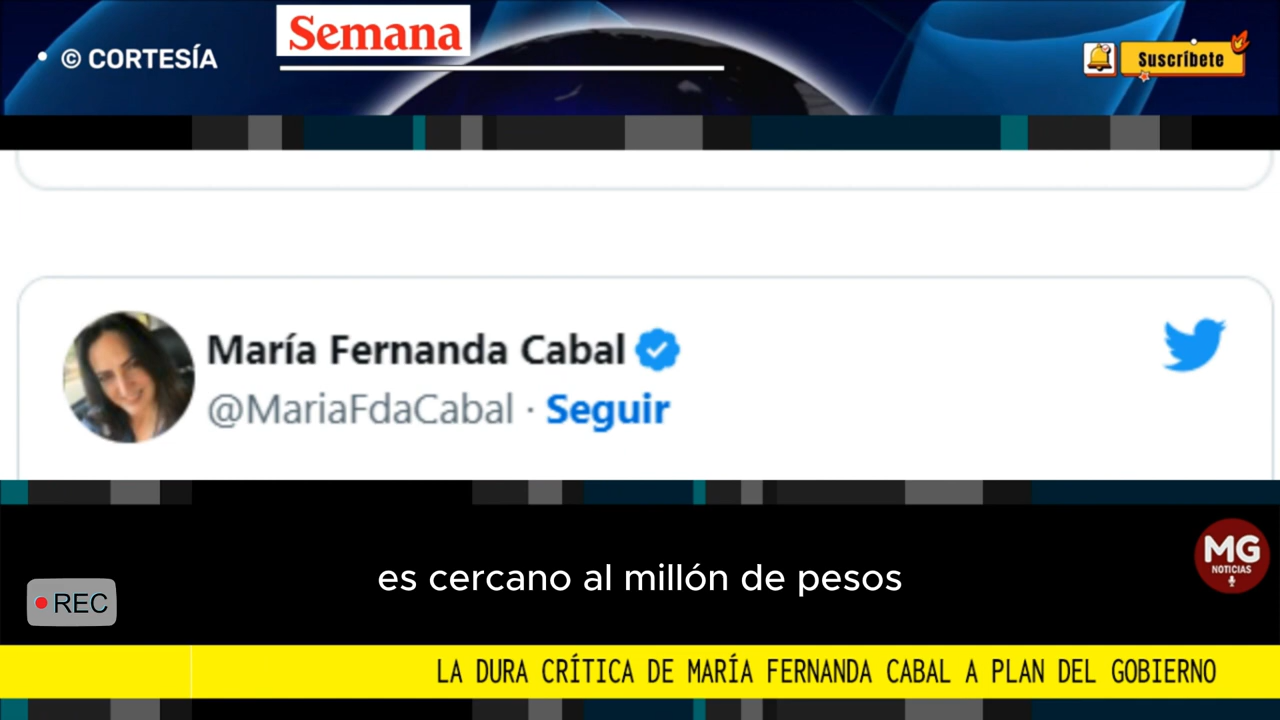 © CORTESÍA
Semana
Suscríbete
María Fernanda Cabal
@MariaFdaCabal · Seguir
es cercano al millón de pesos
MG
NOTICIAS
REC
LA DURA CRÍTICA DE MARÍA FERNANDA CABAL A PLAN DEL GOBIERNO